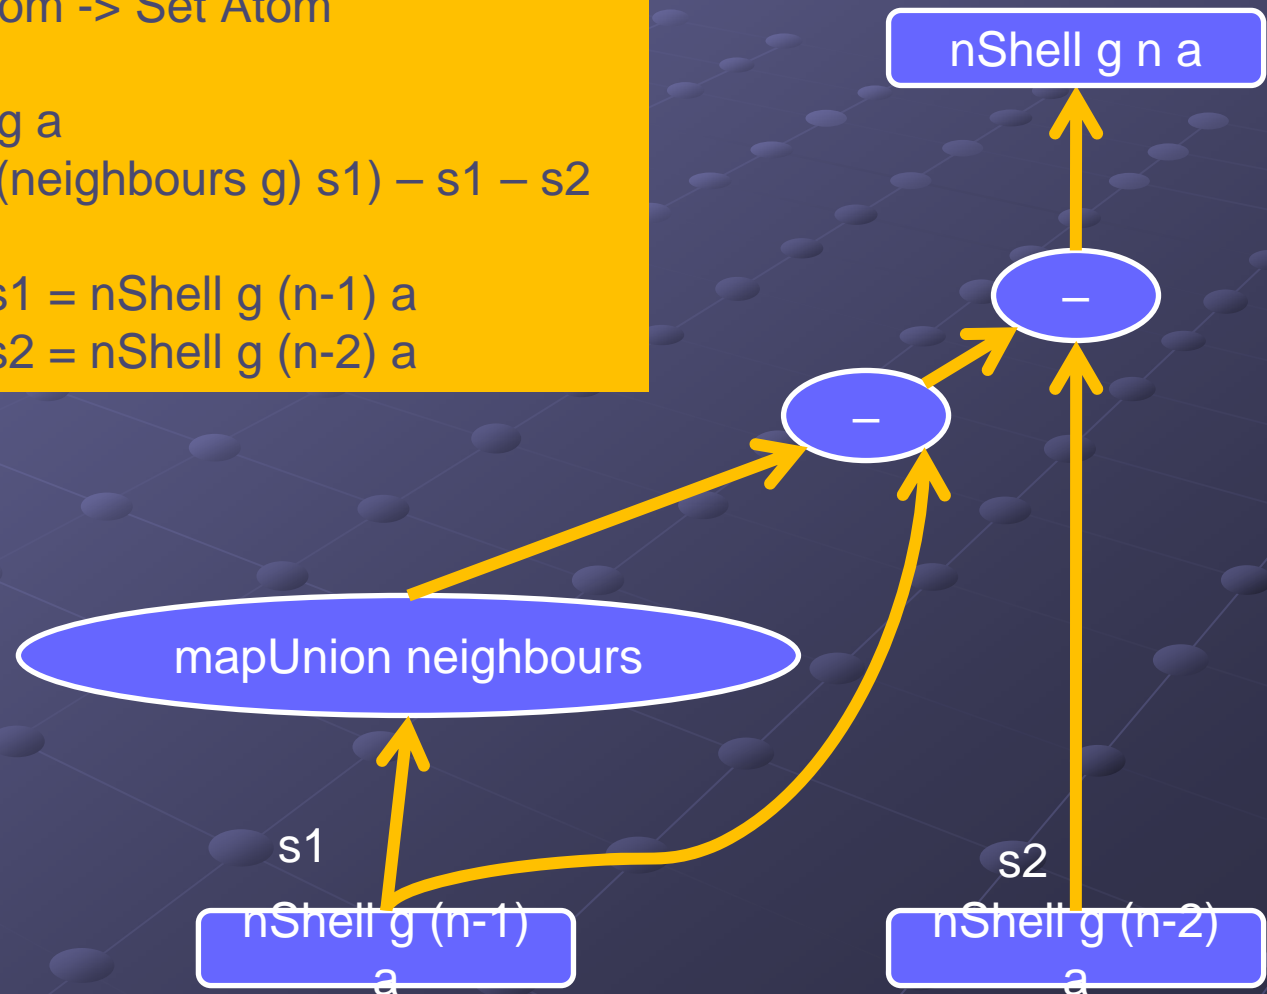 -> Set Atom
g a
(neighbours g) s1) – s1 – s2
s1 = nShell g (n-1) a
s2 = nShell g (n-2) a
nShell g n a
–
–
mapUnion neighbours
s1
s2
nShell g (n-1)
a
nShell g (n-2)
a